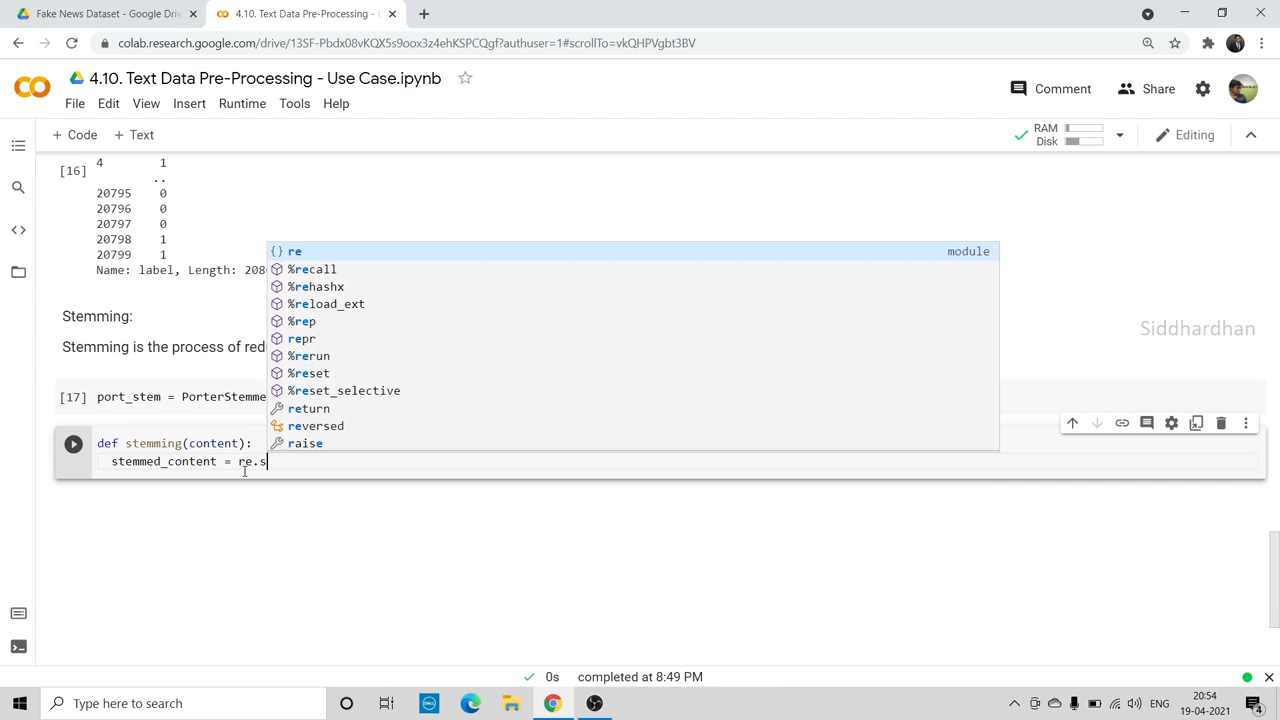 Fake News Dataset - Google Driv
4.10. Text Data Pre-Processing - U
colab.research.google.com/drive/13SF-Pbdx08vKQX5s9oox3z4ehKSPCQgf?authuser=1#scrollTo=vkQHPVgbt3BV
4.10. Text Data Pre-Processing - Use Case.ipynb
Comment
Share
File Edit View Insert Runtime Tools Help
+ Code + Text
RAM
Disk
Editing
[16]
4 1
..
20795 0
20796 0
20797 0
20798 1
20799 1
Name: label, Length: 208
Stemming:
Stemming is the process of red
Siddhardhan
[17] port_stem = PorterStemme
re module
%recall
%rehashx
%reload_ext
%rep
repr
%rerun
%reset
%reset_selective
return
reversed
raise
def stemming(content):
stemmed_content = re.s
0s completed at 8:49 PM
Type here to search
DELL
ENG
20:54
19-04-2021
4